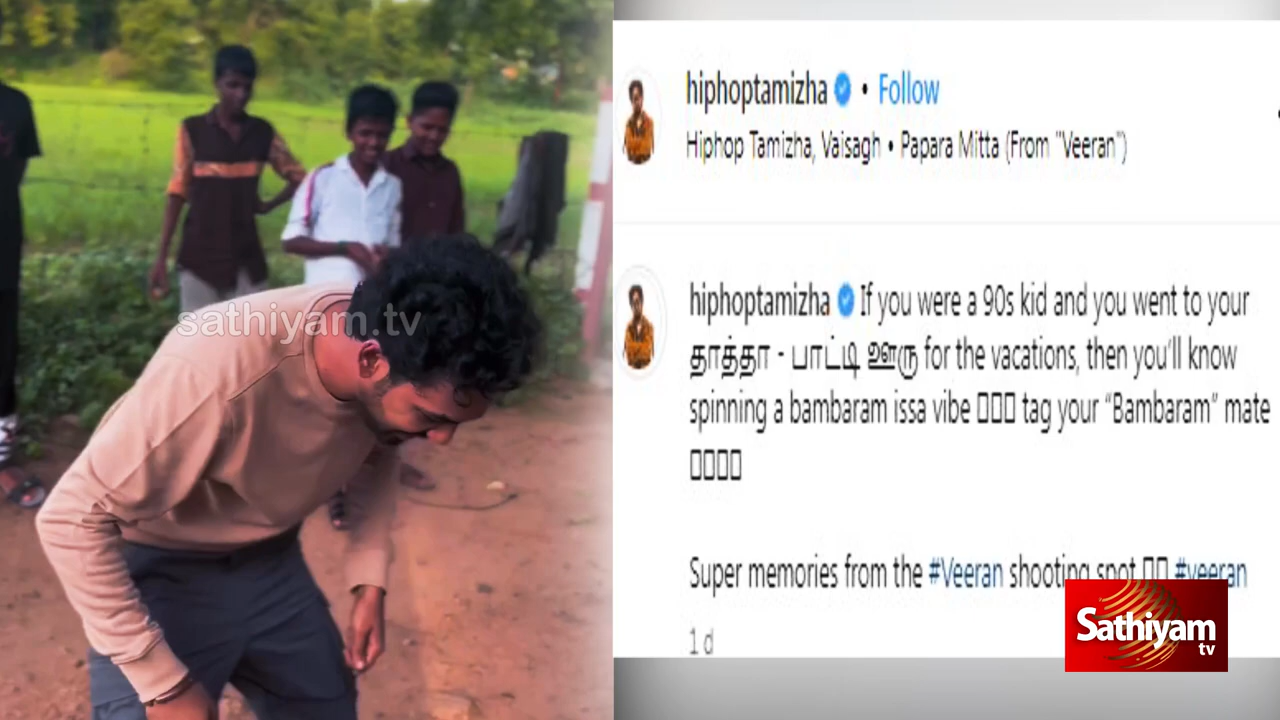 sathiyam.tv
hiphoptamizha • Follow
Hiphop Tamizha, Vaisagh • Papara Mitta (From "Veeran")
hiphoptamizha If you were a 90s kid and you went to your
தாத்தா - பாட்டி ஊரு for the vacations, then you'll know
spinning a bambaram issa vibe ▯▯▯ tag your "Bambaram" mate
▯▯▯▯
Super memories from the #Veeran shooting spot ▯▯ #veeran
1 d
Sathiyam
tv